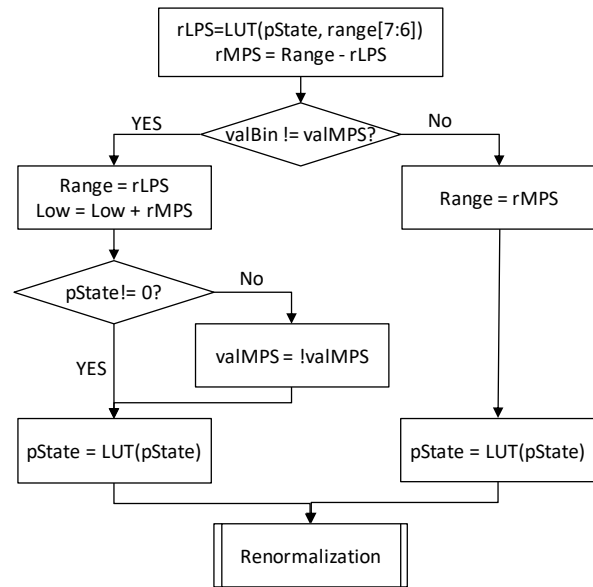 rLPS=LUT(pState, range[7:6])
rMPS = Range - rLPS
YES
valBin != valMPS?
No
Range = rLPS
Low = Low + rMPS
Range = rMPS
pState!= 0?
No
valMPS = !valMPS
YES
pState = LUT(pState)
pState = LUT(pState)
Renormalization